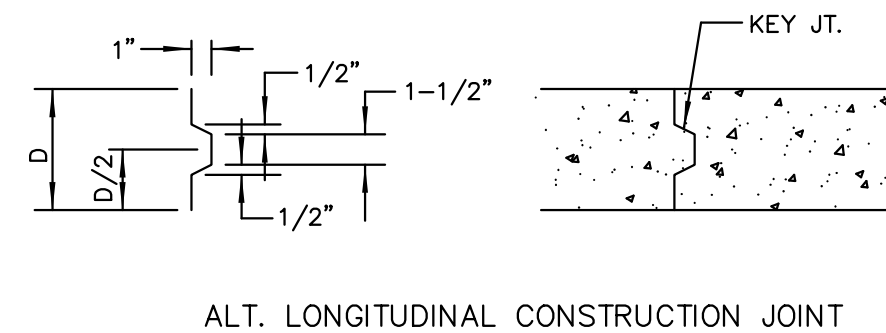 KEY JT.
1”
1/2”
1-1/2”
D
D/2
1/2”
ALT. LONGITUDINAL CONSTRUCTION JOINT